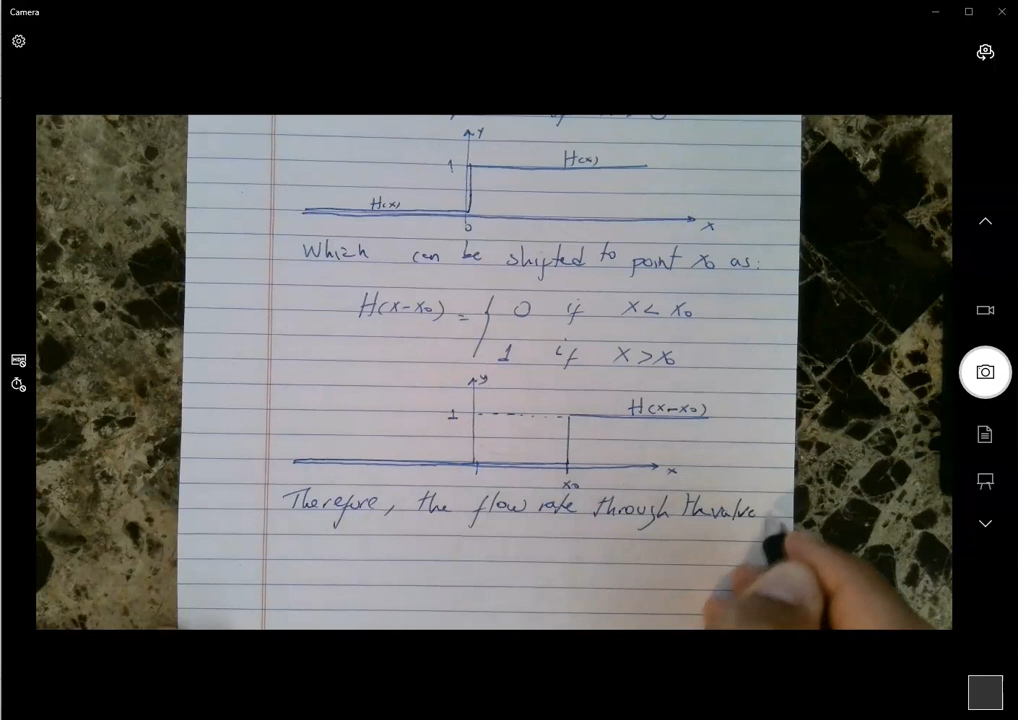 Camera
y
1
H(x)
H(x)
0
x
Which can be shifted to point x₀ as:
H(x-x₀) = { 0 if x < x₀
1 if x > x₀
y
1
H(x-x₀)
x₀
x
Therefore, the flow rate through the valve